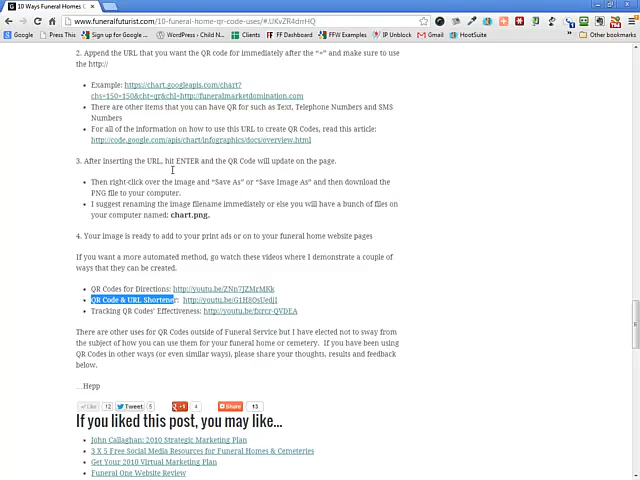 10 Ways Funeral Homes C
www.funeralfuturist.com/10-funeral-home-qr-code-uses/#.UKvZR4drrHQ
Google Press This Sign up for Google ... WordPress › Child N... Clients FF Dashboard FFW Examples IP Unblock Gmail HootSuite Other bookmarks
2. Append the URL that you want the QR code for immediately after the "=" and make sure to use
the http://
Example: https://chart.googleapis.com/chart?
chs=150×150&cht=qr&chl=http://funeralmarketdomination.com
There are other items that you can have QR for such as Text, Telephone Numbers and SMS
Numbers
For all of the information on how to use this URL to create QR Codes, read this article:
http://code.google.com/apis/chart/infographics/docs/overview.html
3. After inserting the URL, hit ENTER and the QR Code will update on the page.
Then right-click over the image and "Save As" or "Save Image As" and then download the
PNG file to your computer.
I suggest renaming the image filename immediately or else you will have a bunch of files on
your computer named: chart.png.
4. Your image is ready to add to your print ads or on to your funeral home website pages
If you want a more automated method, go watch these videos where I demonstrate a couple of
ways that they can be created.
QR Codes for Directions: http://youtu.be/ZNn7JZMrMKk
QR Code & URL Shortener: http://youtu.be/G1H8OsUedjI
Tracking QR Codes' Effectiveness: http://youtu.be/fxrcr-QVDEA
There are other uses for QR Codes outside of Funeral Service but I have elected not to sway from
the subject of how you can use them for your funeral home or cemetery. If you have been using
QR Codes in other ways (or even similar ways), please share your thoughts, results and feedback
below.
…Hepp
Like 12 Tweet 5 +1 4 Share 13
If you liked this post, you may like...
John Callaghan: 2010 Strategic Marketing Plan
3 X 5 Free Social Media Resources for Funeral Homes & Cemeteries
Get Your 2010 Virtual Marketing Plan
Funeral One Website Review